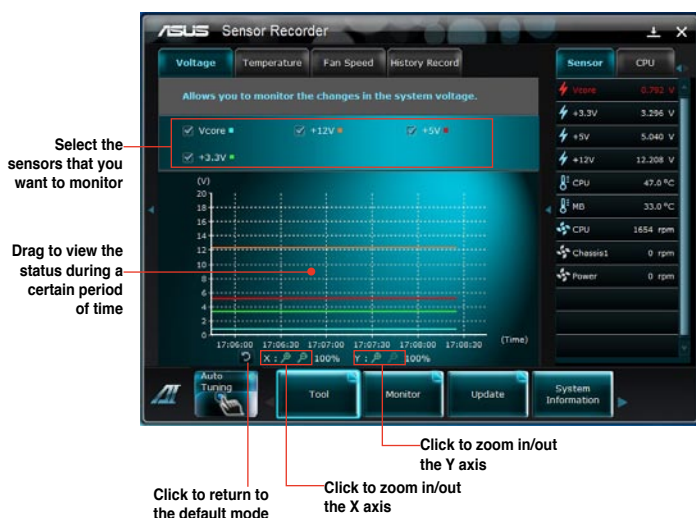 ASUS Sensor Recorder
Voltage Temperature Fan Speed History Record
Sensor CPU
Allows you to monitor the changes in the system voltage.
Vcore +12V +5V
+3.3V
Vcore 0.792 V
+3.3V 3.296 V
+5V 5.040 V
+12V 12.208 V
CPU 47.0 °C
MB 33.0 °C
CPU 1654 rpm
Chassis1 0 rpm
Power 0 rpm
Select the
sensors that you
want to monitor
Drag to view the
status during a
certain period
of time
(V)
20
18
16
14
12
10
8
6
4
2
0
17:06:00 17:06:30 17:07:00 17:07:30 17:08:00 17:08:30 (Time)
X : 100% Y : 100%
Auto
Tuning
Tool
Monitor
Update
System
Information
Click to zoom in/out
the Y axis
Click to zoom in/out
the X axis
Click to return to
the default mode